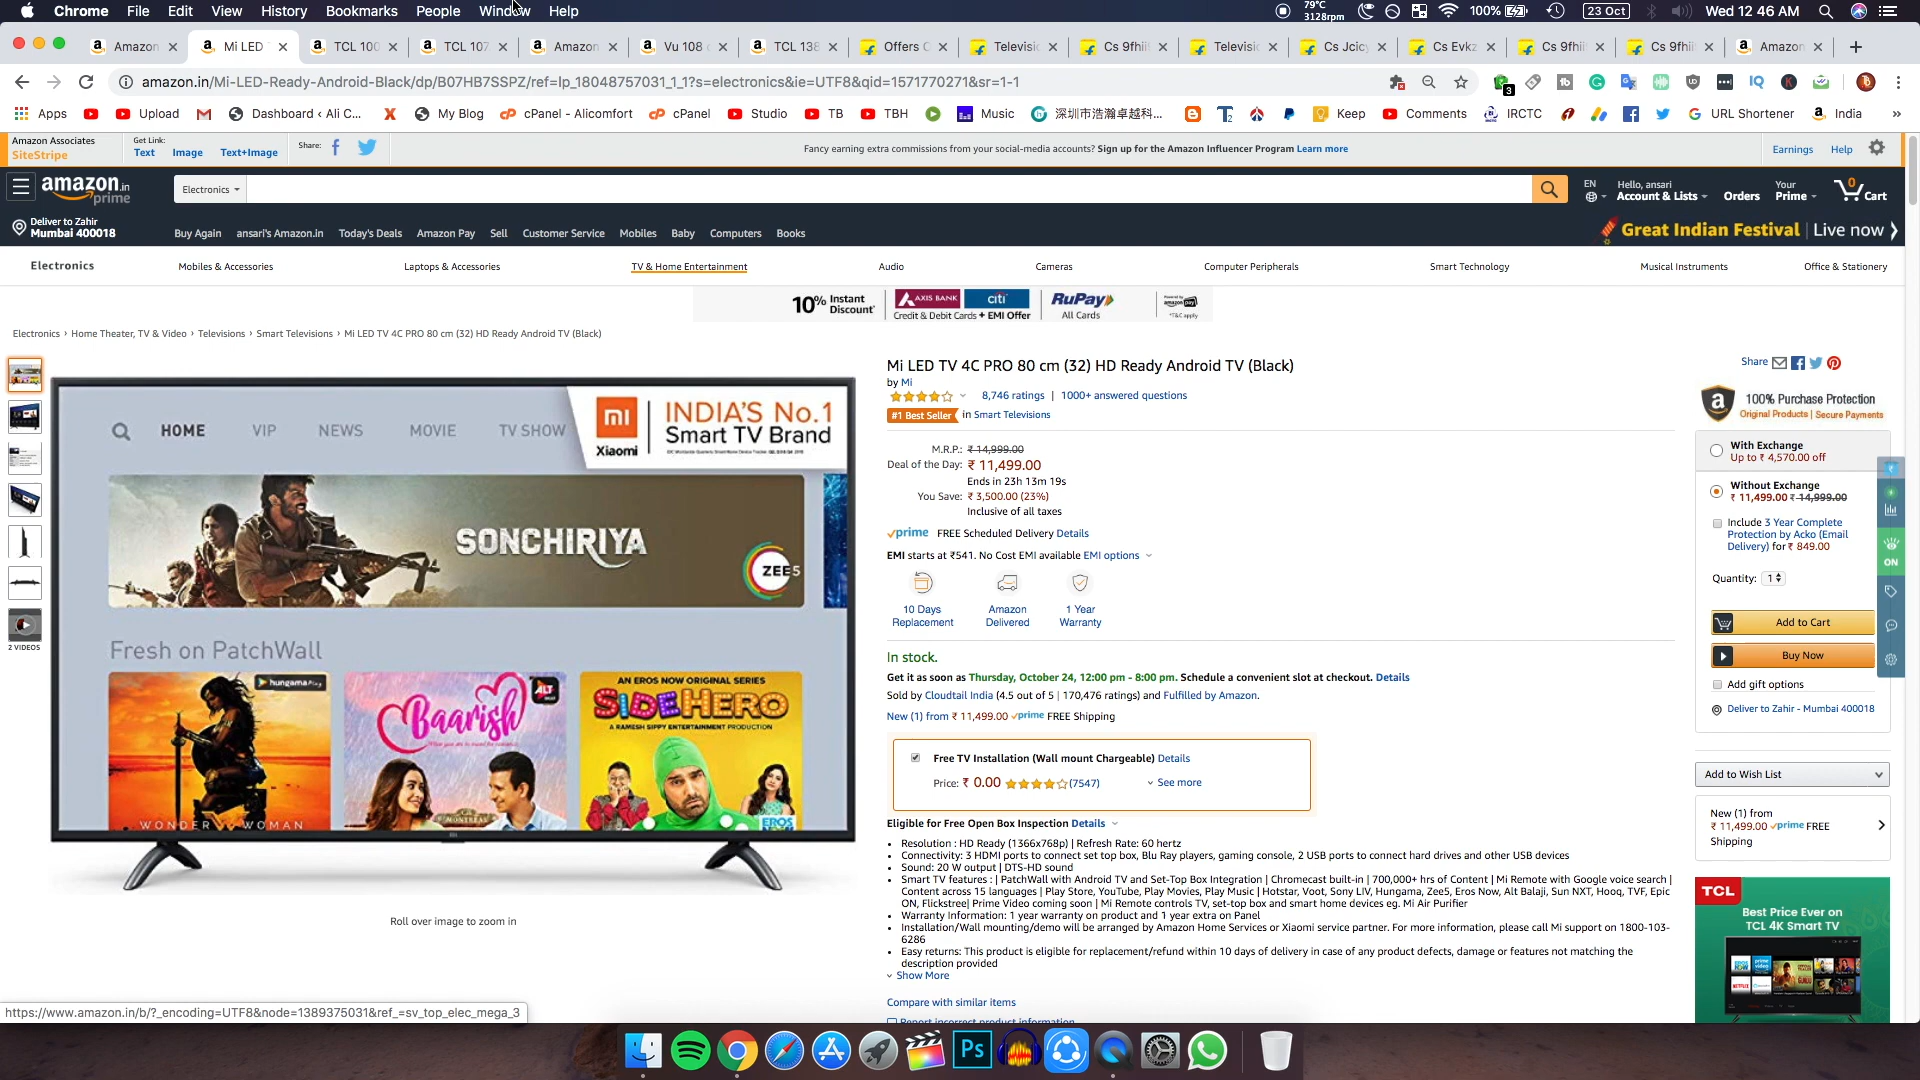 Chrome File Edit View History Bookmarks People Window Help
79°C
3128rpm
100% 23 Oct Wed 12 46 AM
Amazon Mi LED TCL 100 TCL 107 Amazon Vu 108 TCL 138 Offers Televisi Cs 9fhii Televisi Cs Jcicy Cs Evkz Cs 9fhii Cs 9fhii Amazon
amazon.in/Mi-LED-Ready-Android-Black/dp/B07HB7SSPZ/ref=lp_18048757031_1_1?s=electronics&ie=UTF8&qid=1571770271&sr=1-1
Apps Upload Dashboard ‹ Ali C... My Blog cPanel - Alicomfort cPanel Studio TB TBH Music 深圳市浩瀚卓越科... Keep Comments IRCTC URL Shortener India
Amazon Associates
SiteStripe
Get Link:
Text Image Text+Image
Share:
Fancy earning extra commissions from your social-media accounts? Sign up for the Amazon Influencer Program Learn more
Earnings Help
amazon.in
prime
Electronics
EN
Hello, ansari
Account & Lists
Orders
Your
Prime
0
Cart
Deliver to Zahir
Mumbai 400018
Buy Again ansari's Amazon.in Today's Deals Amazon Pay Sell Customer Service Mobiles Baby Computers Books
Great Indian Festival | Live now
Electronics Mobiles & Accessories Laptops & Accessories TV & Home Entertainment Audio Cameras Computer Peripherals Smart Technology Musical Instruments Office & Stationery
10% Instant Discount*
AXIS BANK citi
Credit & Debit Cards + EMI Offer
RuPay
All Cards
Powered by
amazon pay
*T&C apply
Electronics › Home Theater, TV & Video › Televisions › Smart Televisions › Mi LED TV 4C PRO 80 cm (32) HD Ready Android TV (Black)
2 VIDEOS
HOME VIP NEWS MOVIE TV SHOW
mi
Xiaomi
INDIA'S No.1
Smart TV Brand
SONCHIRIYA
ZEE5
Fresh on PatchWall
hungama Play
WONDER WOMAN
ALT
Baarish
AN EROS NOW ORIGINAL SERIES
SIDEHERO
A RAMESH SIPPY ENTERTAINMENT PRODUCTION
EROS
Roll over image to zoom in
Mi LED TV 4C PRO 80 cm (32) HD Ready Android TV (Black)
by Mi
8,746 ratings | 1000+ answered questions
#1 Best Seller in Smart Televisions
M.R.P.: ₹ 14,999.00
Deal of the Day: ₹ 11,499.00
Ends in 23h 13m 19s
You Save: ₹ 3,500.00 (23%)
Inclusive of all taxes
prime FREE Scheduled Delivery Details
EMI starts at ₹541. No Cost EMI available EMI options
10 Days
Replacement
Amazon
Delivered
1 Year
Warranty
In stock.
Get it as soon as Thursday, October 24, 12:00 pm - 8:00 pm. Schedule a convenient slot at checkout. Details
Sold by Cloudtail India (4.5 out of 5 | 170,476 ratings) and Fulfilled by Amazon.
New (1) from ₹ 11,499.00 prime FREE Shipping
Free TV Installation (Wall mount Chargeable) Details
Price: ₹ 0.00 (7547) See more
Eligible for Free Open Box Inspection Details
Resolution : HD Ready (1366x768p) | Refresh Rate: 60 hertz
Connectivity: 3 HDMI ports to connect set top box, Blu Ray players, gaming console, 2 USB ports to connect hard drives and other USB devices
Sound: 20 W output | DTS-HD sound
Smart TV features : | PatchWall with Android TV and Set-Top Box Integration | Chromecast built-in | 700,000+ hrs of Content | Mi Remote with Google voice search |
Content across 15 languages | Play Store, YouTube, Play Movies, Play Music | Hotstar, Voot, Sony LIV, Hungama, Zee5, Eros Now, Alt Balaji, Sun NXT, Hooq, TVF, Epic
ON, Flickstree| Prime Video coming soon | Mi Remote controls TV, set-top box and smart home devices eg. Mi Air Purifier
Warranty Information: 1 year warranty on product and 1 year extra on Panel
Installation/Wall mounting/demo will be arranged by Amazon Home Services or Xiaomi service partner. For more information, please call Mi support on 1800-103-
6286
Easy returns: This product is eligible for replacement/refund within 10 days of delivery in case of any product defects, damage or features not matching the
description provided
Show More
Compare with similar items
Report incorrect product information
Share
100% Purchase Protection
Original Products | Secure Payments
With Exchange
Up to ₹ 4,570.00 off
Without Exchange
₹ 11,499.00 ₹ 14,999.00
Include 3 Year Complete
Protection by Acko (Email
Delivery) for ₹ 849.00
Quantity: 1
Add to Cart
Buy Now
Add gift options
Deliver to Zahir - Mumbai 400018
ON
Add to Wish List
New (1) from
₹ 11,499.00 prime FREE
Shipping
TCL
Best Price Ever on
TCL 4K Smart TV
https://www.amazon.in/b/?_encoding=UTF8&node=1389375031&ref_=sv_top_elec_mega_3
Ps